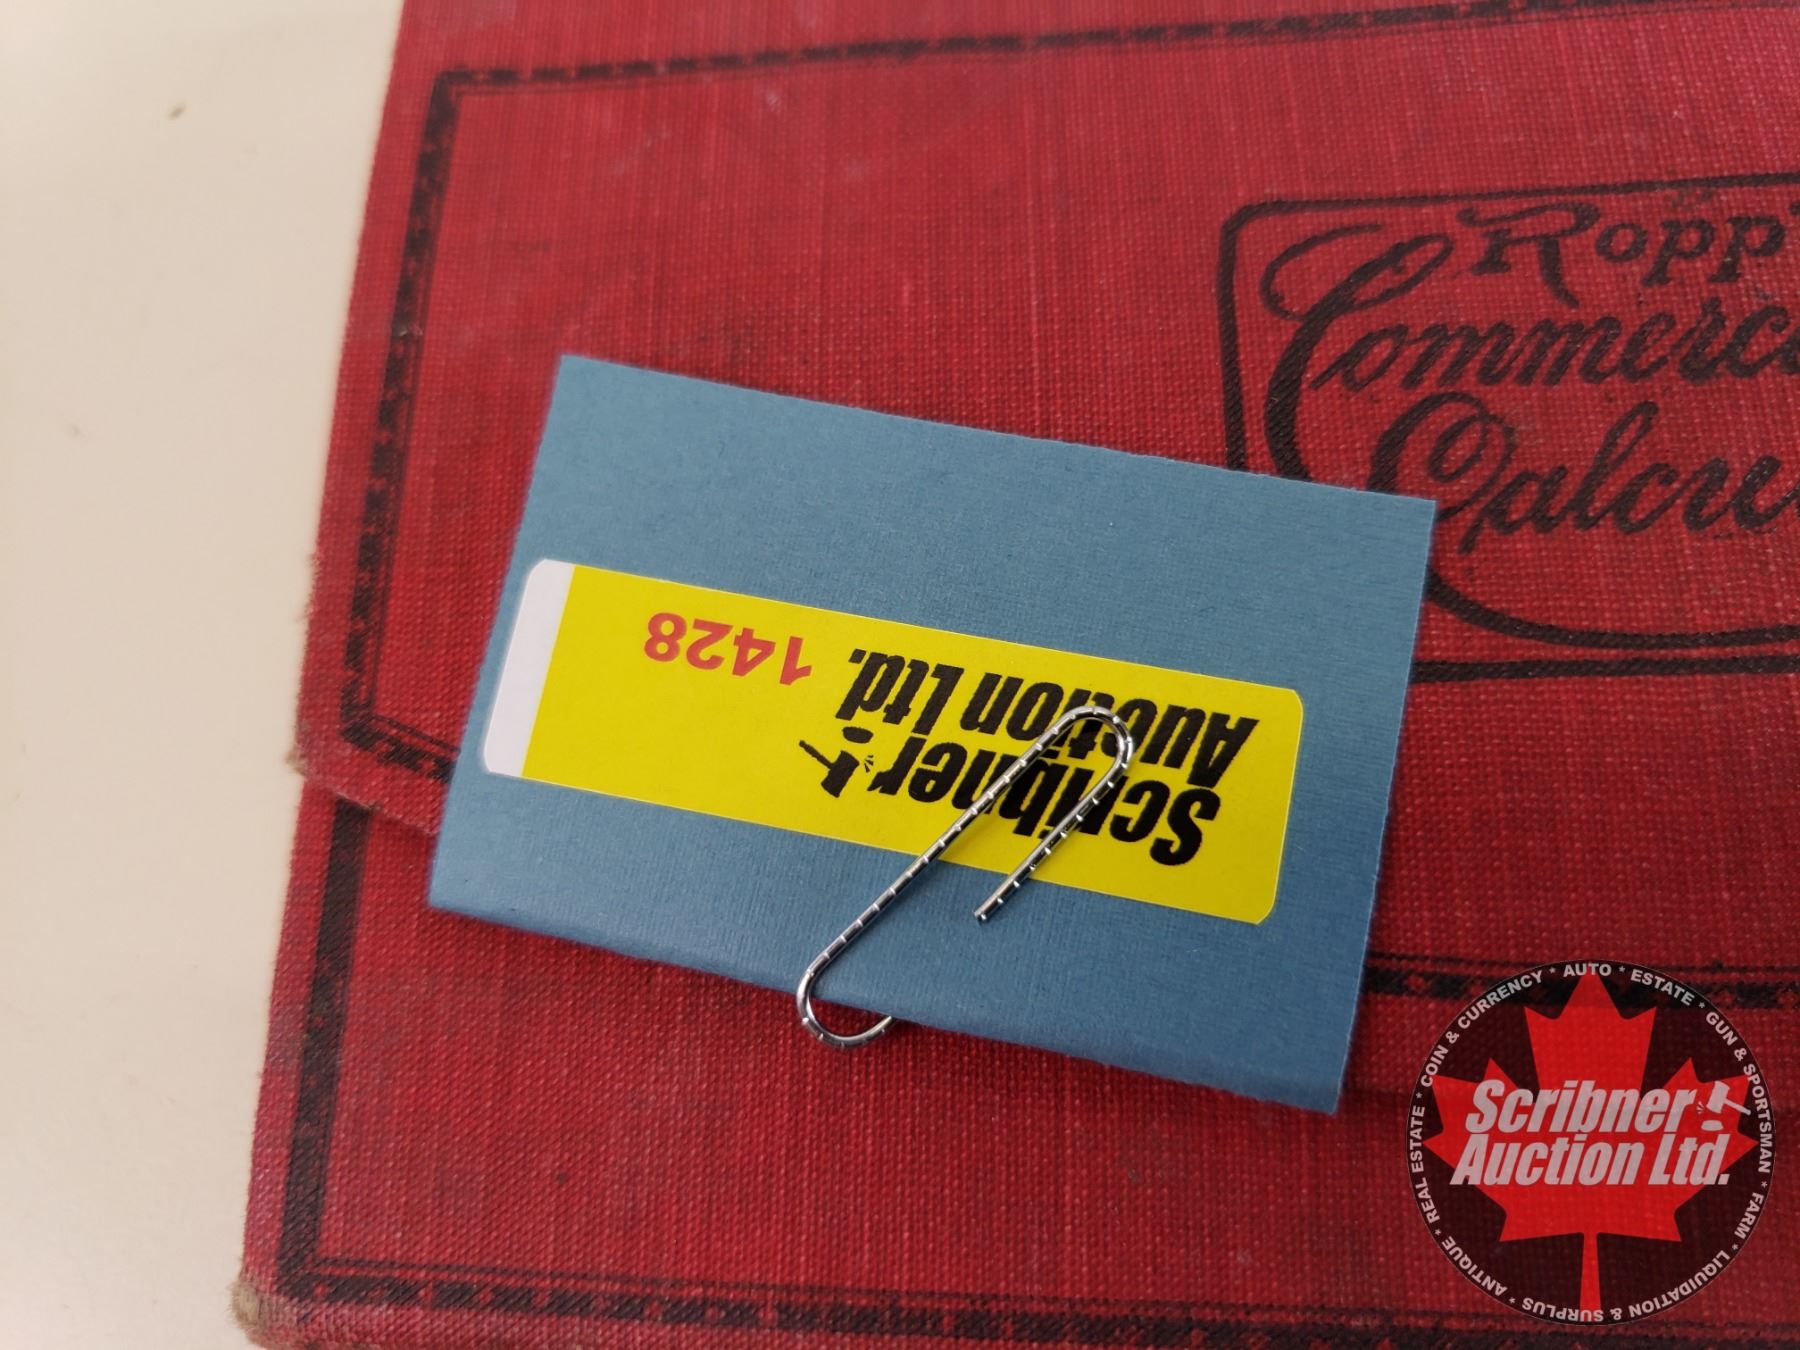 Ropp'
Commerc
Calcu
Scribner
Auction Ltd.
1428
Scribner
Auction Ltd.
COIN & CURRENCY * AUTO * ESTATE * GUN & SPORTSMAN * FARM * LIQUIDATION & SURPLUS * ANTIQUE * REAL ESTATE *